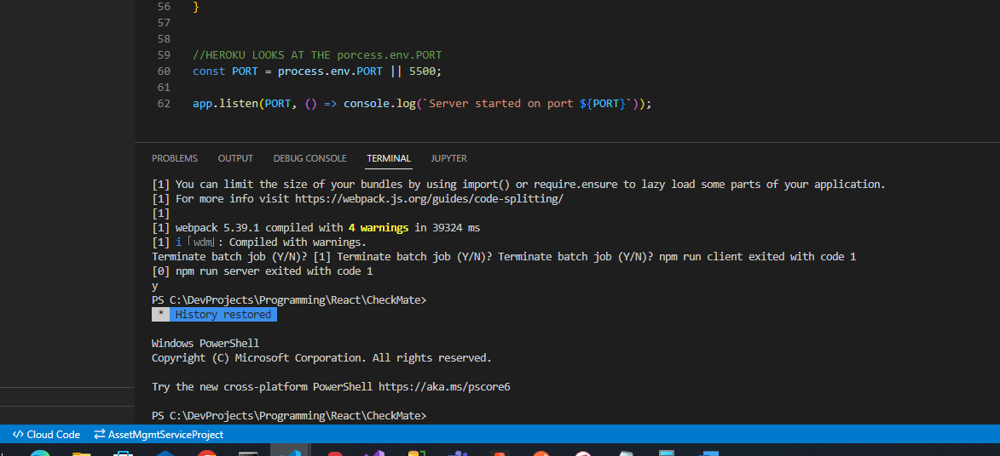 56 }
57
58
59 //HEROKU LOOKS AT THE porcess.env.PORT
60 const PORT = process.env.PORT || 5500;
61
62 app.listen(PORT, () => console.log(`Server started on port ${PORT}`));
PROBLEMS OUTPUT DEBUG CONSOLE TERMINAL JUPYTER
[1] You can limit the size of your bundles by using import() or require.ensure to lazy load some parts of your application.
[1] For more info visit https://webpack.js.org/guides/code-splitting/
[1]
[1] webpack 5.39.1 compiled with 4 warnings in 39324 ms
[1] i ｢wdm｣: Compiled with warnings.
Terminate batch job (Y/N)? [1] Terminate batch job (Y/N)? Terminate batch job (Y/N)? npm run client exited with code 1
[0] npm run server exited with code 1
y
PS C:\DevProjects\Programming\React\CheckMate>
* History restored
Windows PowerShell
Copyright (C) Microsoft Corporation. All rights reserved.
Try the new cross-platform PowerShell https://aka.ms/pscore6
PS C:\DevProjects\Programming\React\CheckMate>
</> Cloud Code AssetMgmtServiceProject